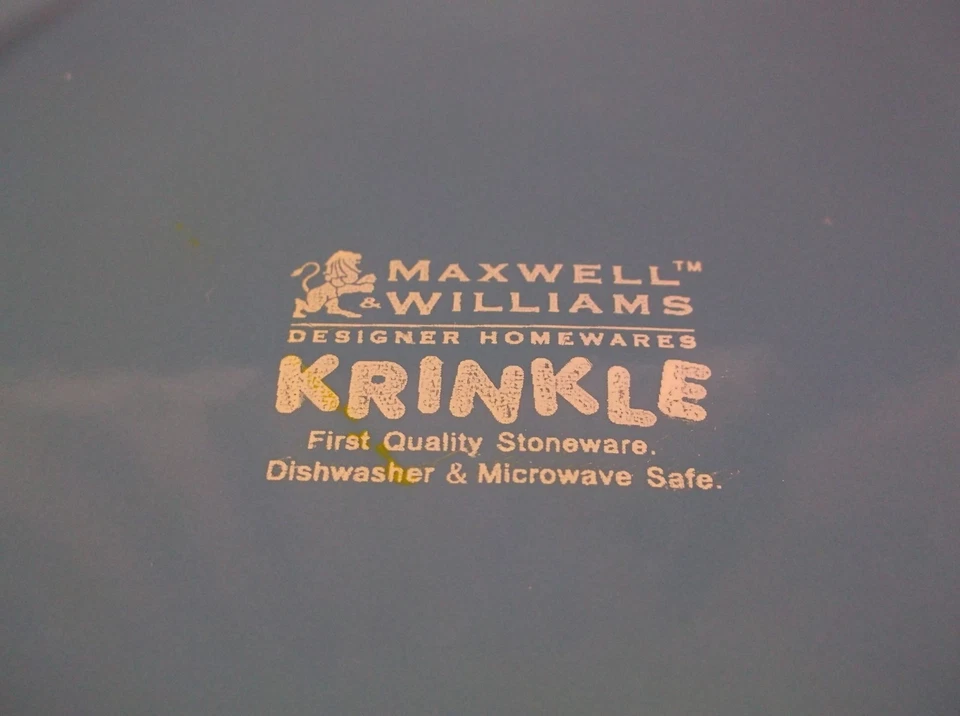 MAXWELL™
& WILLIAMS
DESIGNER HOMEWARES
KRINKLE
First Quality Stoneware.
Dishwasher & Microwave Safe.